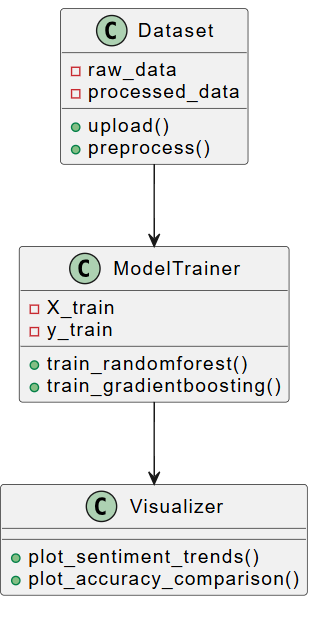 C Dataset
raw_data
processed_data
upload()
preprocess()
C ModelTrainer
X_train
y_train
train_randomforest()
train_gradientboosting()
C Visualizer
plot_sentiment_trends()
plot_accuracy_comparison()